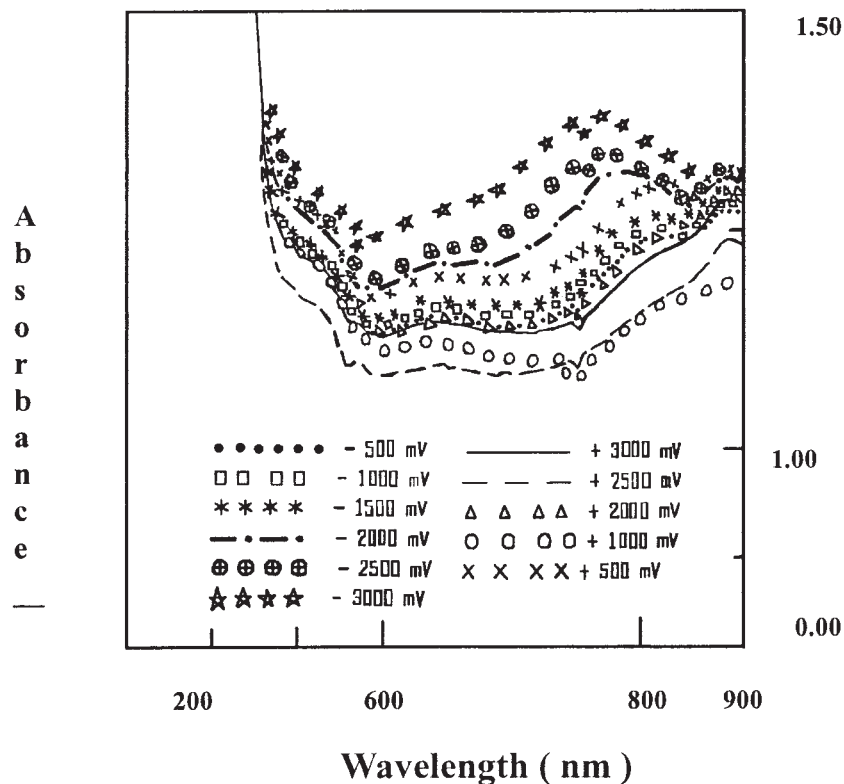 1.50
Absorbance
- 500 mV
+ 3000 mV
- 1000 mV
+ 2500 mV
1.00
- 1500 mV
+ 2000 mV
- 2000 mV
+ 1000 mV
- 2500 mV
+ 500 mV
- 3000 mV
0.00
200 600 800 900
Wavelength ( nm )